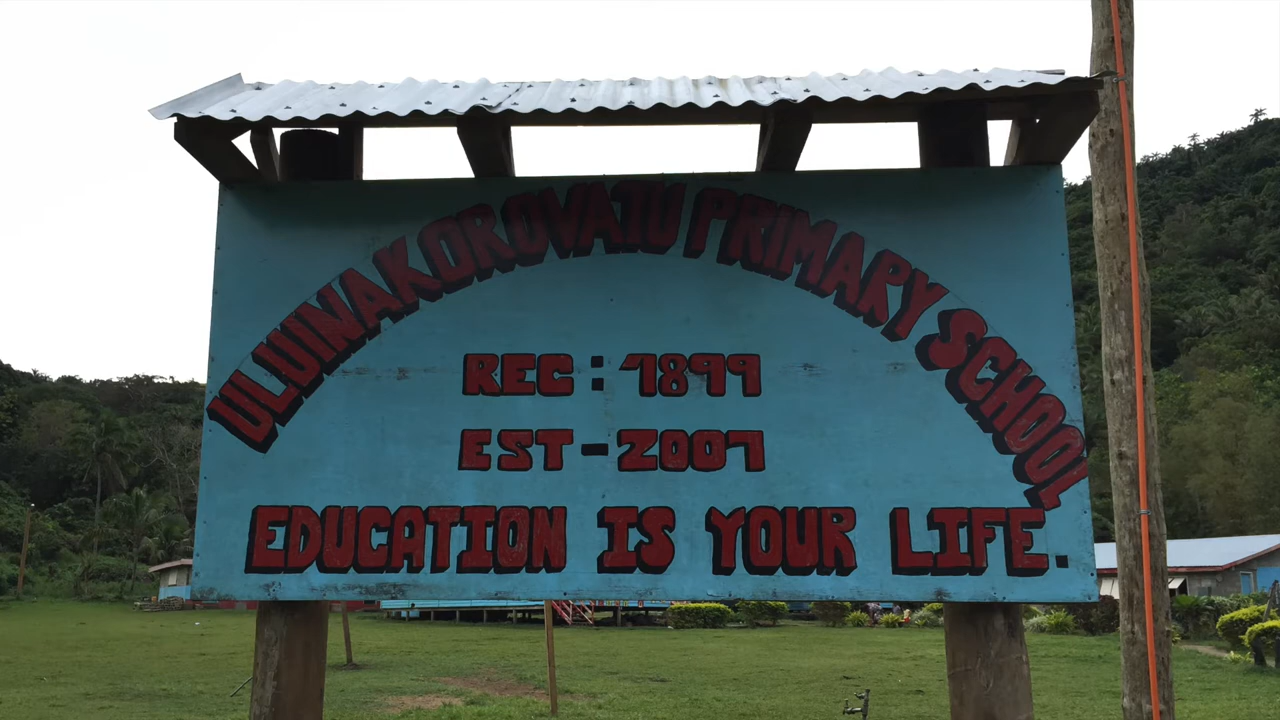 ULUINAKOROVATU PRIMARY SCHOOL
REC : 1899
EST - 2007
EDUCATION IS YOUR LIFE.